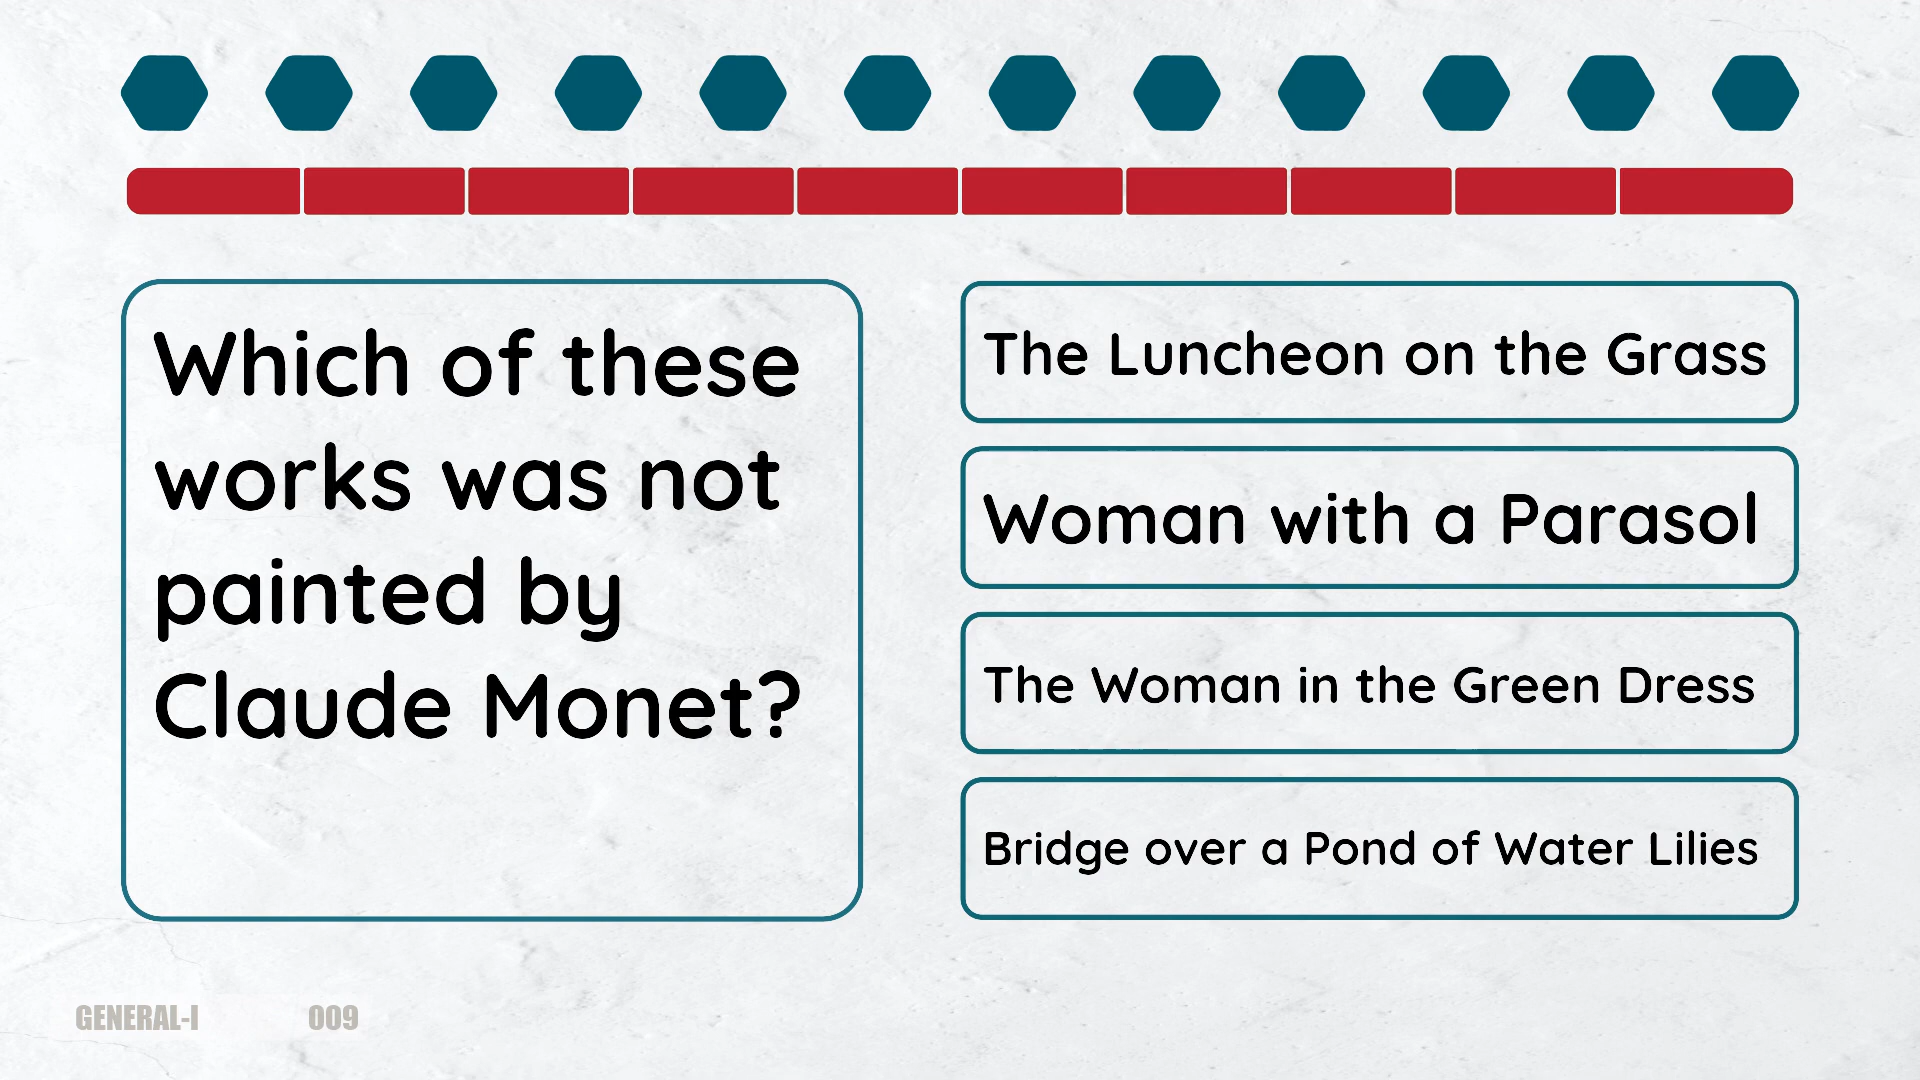 Which of these
works was not
painted by
Claude Monet?
The Luncheon on the Grass
Woman with a Parasol
The Woman in the Green Dress
Bridge over a Pond of Water Lilies
GENERAL-I 009